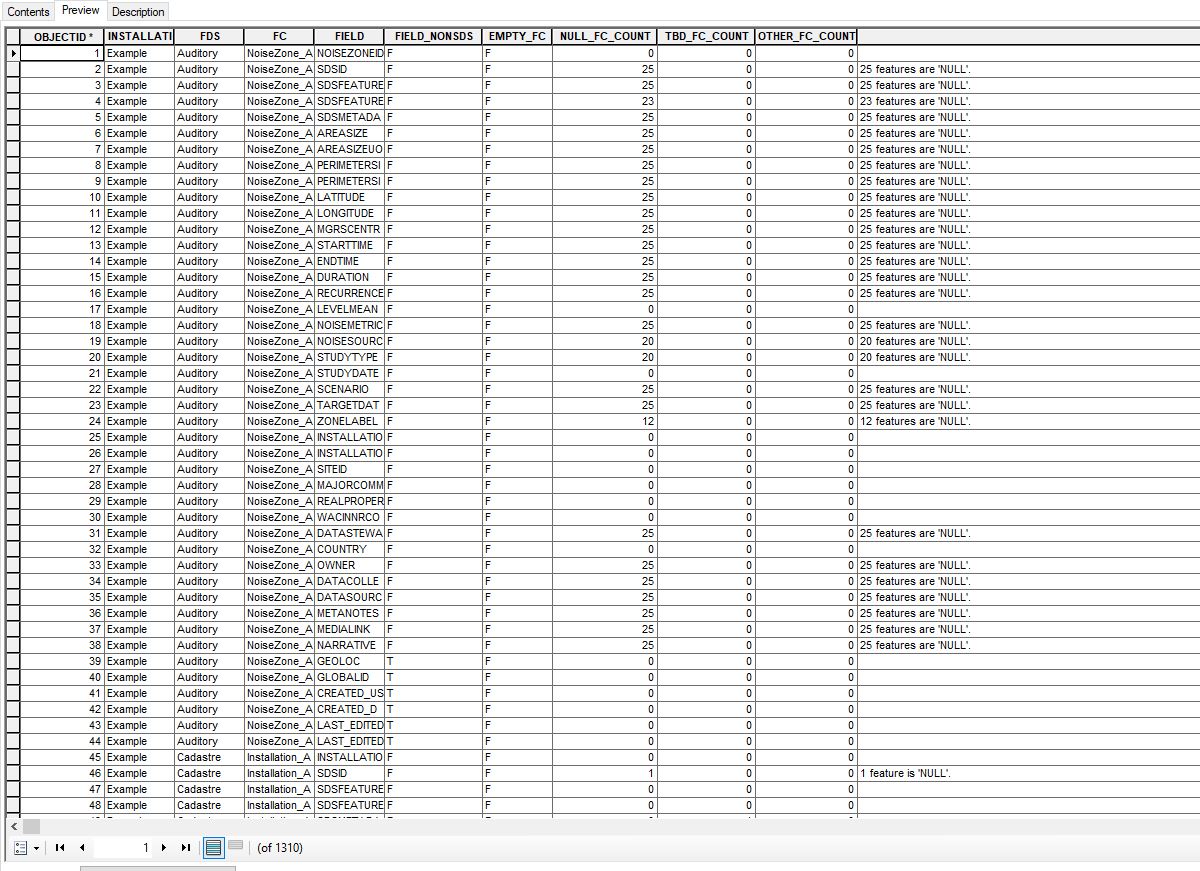 Contents Preview Description
OBJECTID * INSTALLATI FDS FC FIELD FIELD_NONSDS EMPTY_FC NULL_FC_COUNT TBD_FC_COUNT OTHER_FC_COUNT
1 Example Auditory NoiseZone_A NOISEZONEID F F 0 0 0
2 Example Auditory NoiseZone_A SDSID F F 25 0 0 25 features are 'NULL'.
3 Example Auditory NoiseZone_A SDSFEATURE F F 25 0 0 25 features are 'NULL'.
4 Example Auditory NoiseZone_A SDSFEATURE F F 23 0 0 23 features are 'NULL'.
5 Example Auditory NoiseZone_A SDSMETADA F F 25 0 0 25 features are 'NULL'.
6 Example Auditory NoiseZone_A AREASIZE F F 25 0 0 25 features are 'NULL'.
7 Example Auditory NoiseZone_A AREASIZEUO F F 25 0 0 25 features are 'NULL'.
8 Example Auditory NoiseZone_A PERIMETERSI F F 25 0 0 25 features are 'NULL'.
9 Example Auditory NoiseZone_A PERIMETERSI F F 25 0 0 25 features are 'NULL'.
10 Example Auditory NoiseZone_A LATITUDE F F 25 0 0 25 features are 'NULL'.
11 Example Auditory NoiseZone_A LONGITUDE F F 25 0 0 25 features are 'NULL'.
12 Example Auditory NoiseZone_A MGRSCENTR F F 25 0 0 25 features are 'NULL'.
13 Example Auditory NoiseZone_A STARTTIME F F 25 0 0 25 features are 'NULL'.
14 Example Auditory NoiseZone_A ENDTIME F F 25 0 0 25 features are 'NULL'.
15 Example Auditory NoiseZone_A DURATION F F 25 0 0 25 features are 'NULL'.
16 Example Auditory NoiseZone_A RECURRENCE F F 25 0 0 25 features are 'NULL'.
17 Example Auditory NoiseZone_A LEVELMEAN F F 0 0 0
18 Example Auditory NoiseZone_A NOISEMETRIC F F 25 0 0 25 features are 'NULL'.
19 Example Auditory NoiseZone_A NOISESOURC F F 20 0 0 20 features are 'NULL'.
20 Example Auditory NoiseZone_A STUDYTYPE F F 20 0 0 20 features are 'NULL'.
21 Example Auditory NoiseZone_A STUDYDATE F F 0 0 0
22 Example Auditory NoiseZone_A SCENARIO F F 25 0 0 25 features are 'NULL'.
23 Example Auditory NoiseZone_A TARGETDAT F F 25 0 0 25 features are 'NULL'.
24 Example Auditory NoiseZone_A ZONELABEL F F 12 0 0 12 features are 'NULL'.
25 Example Auditory NoiseZone_A INSTALLATIO F F 0 0 0
26 Example Auditory NoiseZone_A INSTALLATIO F F 0 0 0
27 Example Auditory NoiseZone_A SITEID F F 0 0 0
28 Example Auditory NoiseZone_A MAJORCOMM F F 0 0 0
29 Example Auditory NoiseZone_A REALPROPER F F 0 0 0
30 Example Auditory NoiseZone_A WACINNRCO F F 0 0 0
31 Example Auditory NoiseZone_A DATASTEWA F F 25 0 0 25 features are 'NULL'.
32 Example Auditory NoiseZone_A COUNTRY F F 0 0 0
33 Example Auditory NoiseZone_A OWNER F F 25 0 0 25 features are 'NULL'.
34 Example Auditory NoiseZone_A DATACOLLE F F 25 0 0 25 features are 'NULL'.
35 Example Auditory NoiseZone_A DATASOURC F F 25 0 0 25 features are 'NULL'.
36 Example Auditory NoiseZone_A METANOTES F F 25 0 0 25 features are 'NULL'.
37 Example Auditory NoiseZone_A MEDIALINK F F 25 0 0 25 features are 'NULL'.
38 Example Auditory NoiseZone_A NARRATIVE F F 25 0 0 25 features are 'NULL'.
39 Example Auditory NoiseZone_A GEOLOC T F 0 0 0
40 Example Auditory NoiseZone_A GLOBALID T F 0 0 0
41 Example Auditory NoiseZone_A CREATED_US T F 0 0 0
42 Example Auditory NoiseZone_A CREATED_D T F 0 0 0
43 Example Auditory NoiseZone_A LAST_EDITED T F 0 0 0
44 Example Auditory NoiseZone_A LAST_EDITED T F 0 0 0
45 Example Cadastre Installation_A INSTALLATIO F F 0 0 0
46 Example Cadastre Installation_A SDSID F F 1 0 0 1 feature is 'NULL'.
47 Example Cadastre Installation_A SDSFEATURE F F 0 0 0
48 Example Cadastre Installation_A SDSFEATURE F F 0 0 0
1 (of 1310)